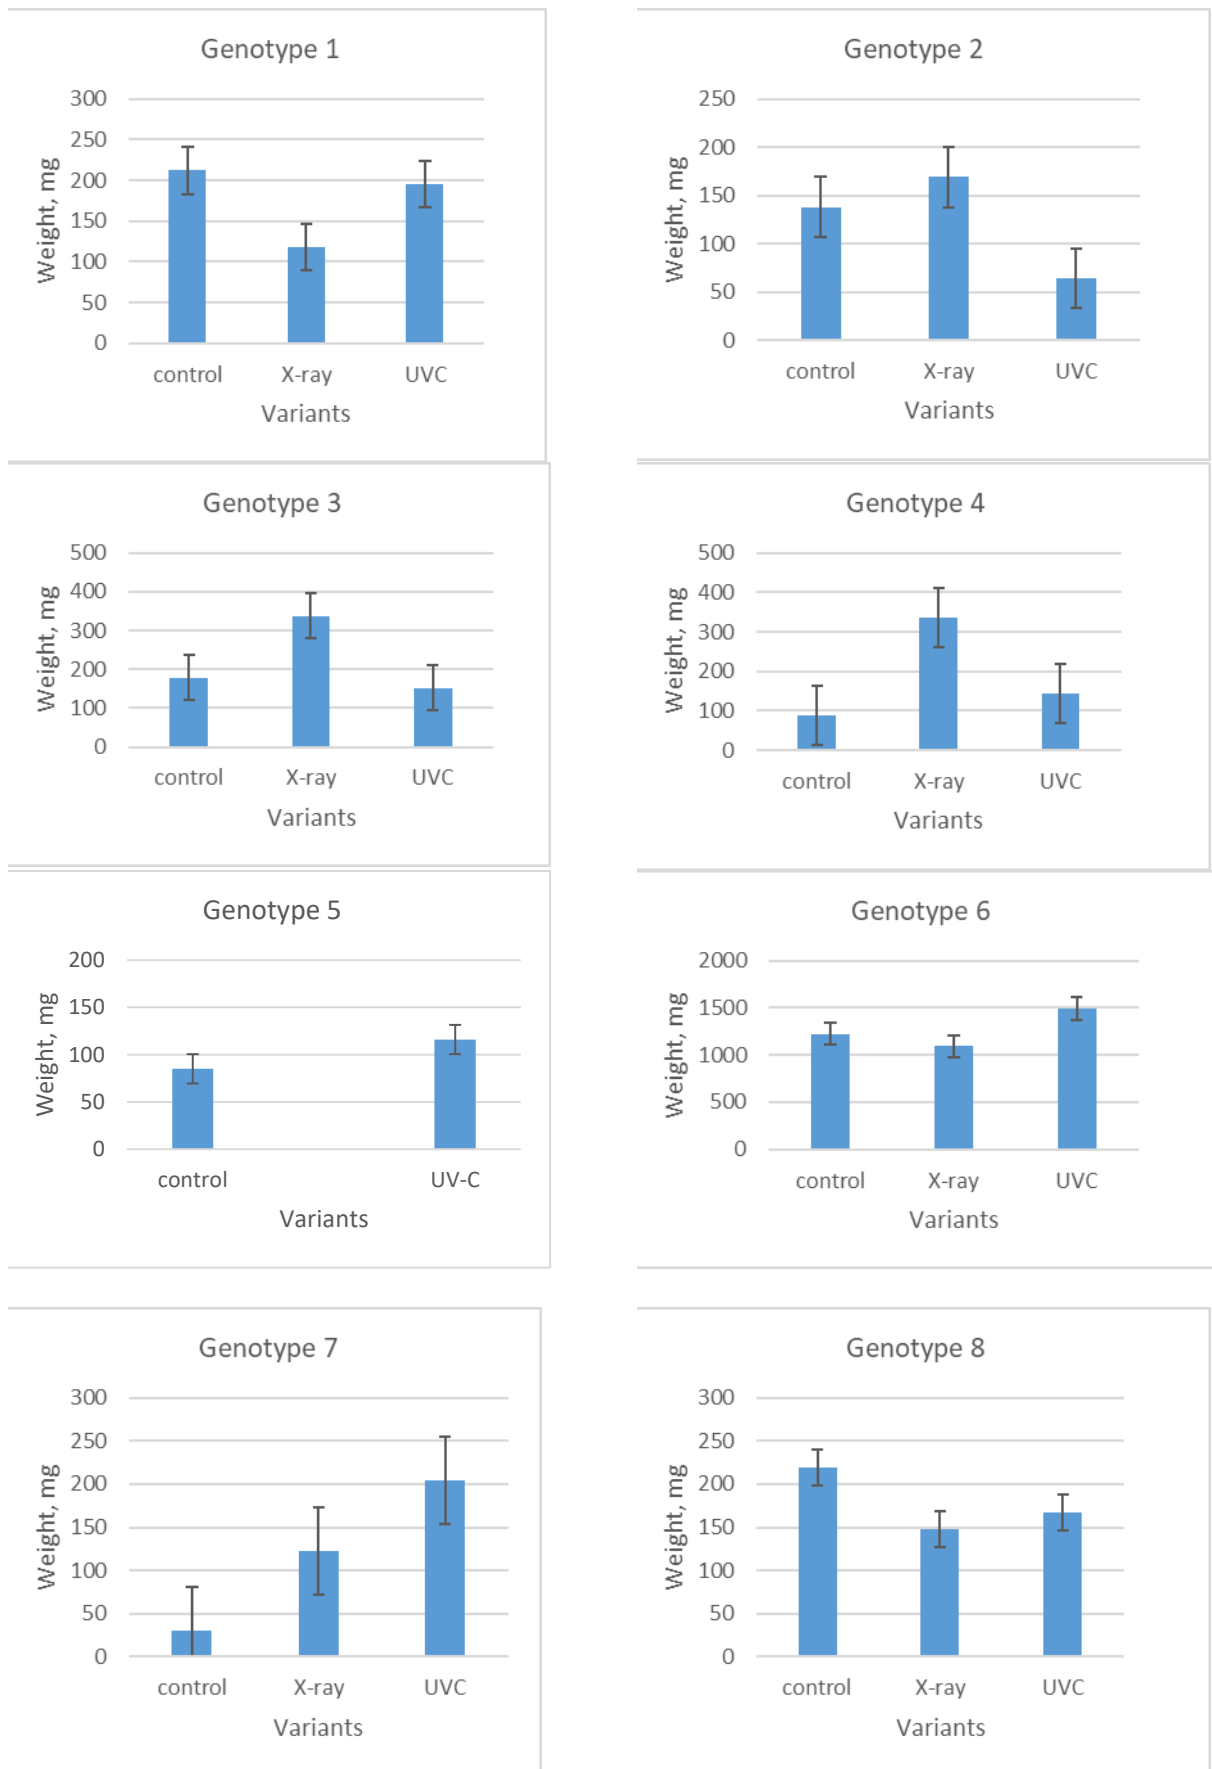 Genotype 1
300
250
200
150
100
50
0
Weight, mg
control X-ray UVC
Variants
Genotype 2
250
200
150
100
50
0
Weight, mg
control X-ray UVC
Variants
Genotype 3
500
400
300
200
100
0
Weight, mg
control X-ray UVC
Variants
Genotype 4
500
400
300
200
100
0
Weight, mg
control X-ray UVC
Variants
Genotype 5
200
150
100
50
0
Weight, mg
control UV-C
Variants
Genotype 6
2000
1500
1000
500
0
Weight, mg
control X-ray UVC
Variants
Genotype 7
300
250
200
150
100
50
0
Weight, mg
control X-ray UVC
Variants
Genotype 8
300
250
200
150
100
50
0
Weight, mg
control X-ray UVC
Variants